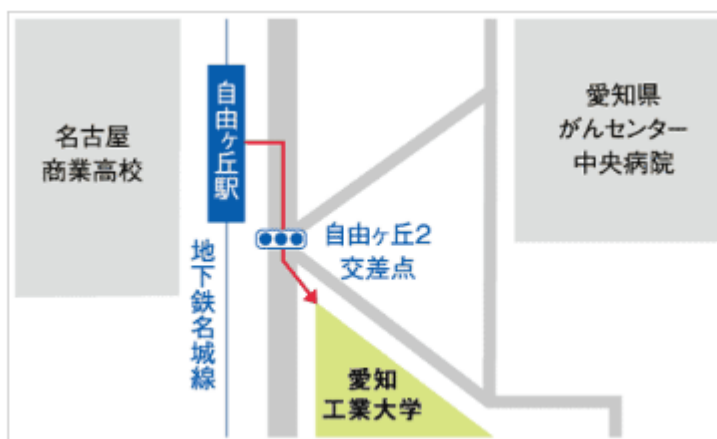 名古屋
商業高校
自由ヶ丘駅
地下鉄名城線
自由ヶ丘2
交差点
愛知県
がんセンター
中央病院
愛知
工業大学